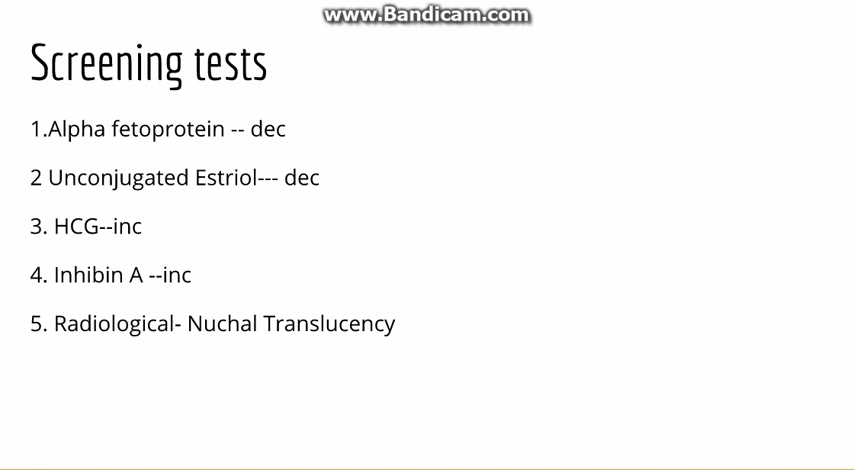 www.Bandicam.com
Screening tests
1.Alpha fetoprotein -- dec
2 Unconjugated Estriol--- dec
3. HCG--inc
4. Inhibin A --inc
5. Radiological- Nuchal Translucency